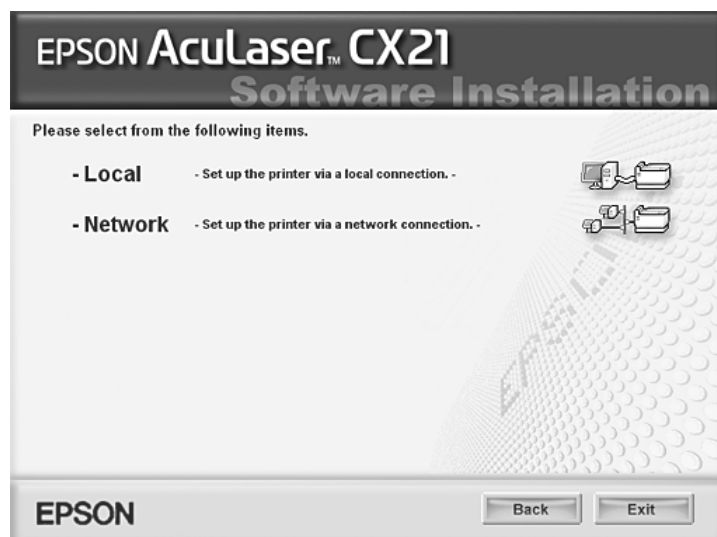 EPSON AcuLaser™ CX21
Software Installation
Please select from the following items.
- Local - Set up the printer via a local connection. -
- Network - Set up the printer via a network connection. -
EPSON
EPSON Back Exit